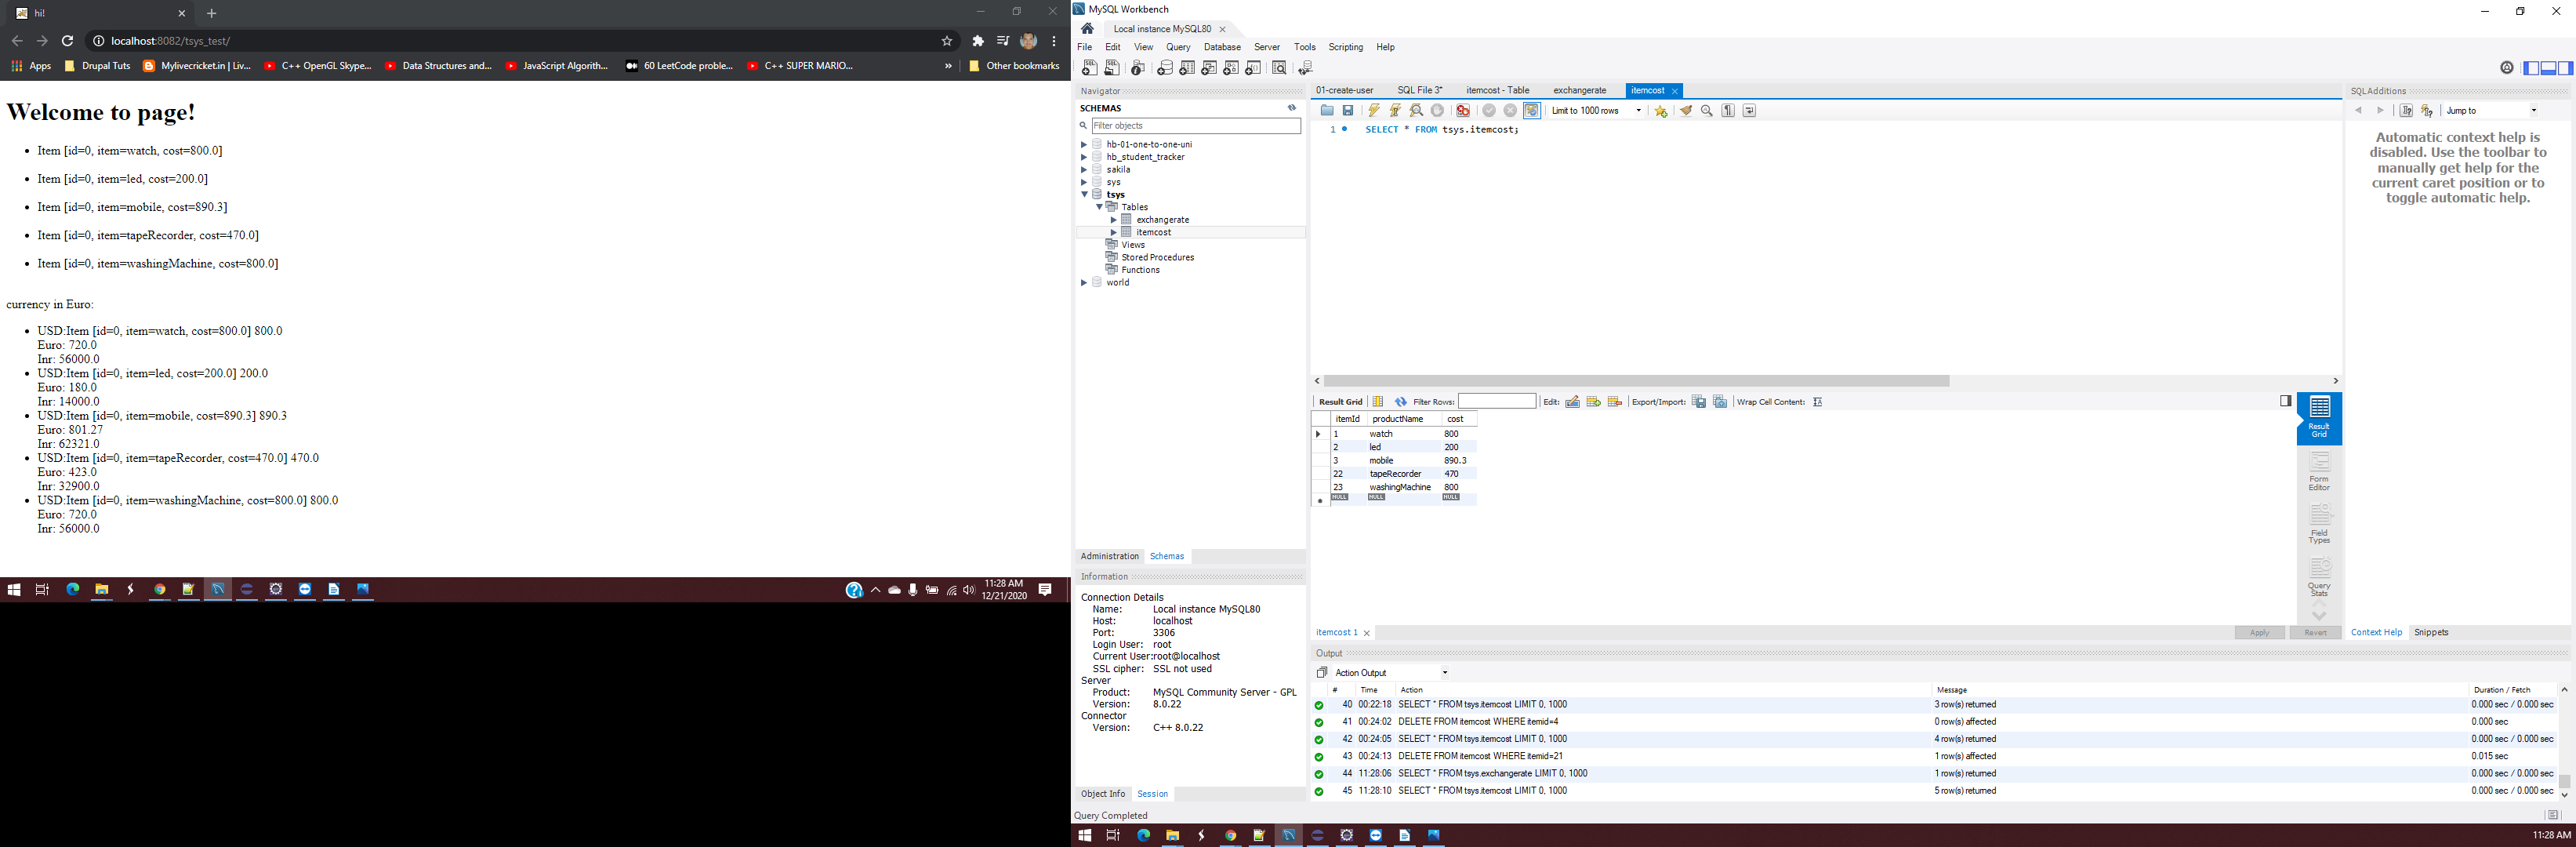 hi!
localhost:8082/tsys_test/
Apps Drupal Tuts Mylivecricket.in | Liv... C++ OpenGL Skype... Data Structures and... JavaScript Algorith... 60 LeetCode proble... C++ SUPER MARIO... » Other bookmarks
Welcome to page!
• Item [id=0, item=watch, cost=800.0]
• Item [id=0, item=led, cost=200.0]
• Item [id=0, item=mobile, cost=890.3]
• Item [id=0, item=tapeRecorder, cost=470.0]
• Item [id=0, item=washingMachine, cost=800.0]
currency in Euro:
• USD:Item [id=0, item=watch, cost=800.0] 800.0
Euro: 720.0
Inr: 56000.0
• USD:Item [id=0, item=led, cost=200.0] 200.0
Euro: 180.0
Inr: 14000.0
• USD:Item [id=0, item=mobile, cost=890.3] 890.3
Euro: 801.27
Inr: 62321.0
• USD:Item [id=0, item=tapeRecorder, cost=470.0] 470.0
Euro: 423.0
Inr: 32900.0
• USD:Item [id=0, item=washingMachine, cost=800.0] 800.0
Euro: 720.0
Inr: 56000.0
11:28 AM
12/21/2020
MySQL Workbench
Local instance MySQL80
File Edit View Query Database Server Tools Scripting Help
Navigator
SCHEMAS
Filter objects
hb-01-one-to-one-uni
hb_student_tracker
sakila
sys
tsys
Tables
exchangerate
itemcost
Views
Stored Procedures
Functions
world
Administration Schemas
Information
Connection Details
Name: Local instance MySQL80
Host: localhost
Port: 3306
Login User: root
Current User:root@localhost
SSL cipher: SSL not used
Server
Product: MySQL Community Server - GPL
Version: 8.0.22
Connector
Version: C++ 8.0.22
Object Info Session
Query Completed
01-create-user SQL File 3* itemcost - Table exchangerate itemcost
Limit to 1000 rows
1 SELECT * FROM tsys.itemcost;
Result Grid Filter Rows: Edit: Export/Import: Wrap Cell Content:
itemId productName cost
1 watch 800
2 led 200
3 mobile 890.3
22 tapeRecorder 470
23 washingMachine 800
NULL NULL NULL
Result
Grid
Form
Editor
Field
Types
Query
Stats
itemcost 1
Apply Revert
SQLAdditions
Jump to
Automatic context help is
disabled. Use the toolbar to
manually get help for the
current caret position or to
toggle automatic help.
Context Help Snippets
Output
Action Output
# Time Action Message Duration / Fetch
40 00:22:18 SELECT * FROM tsys.itemcost LIMIT 0, 1000 3 row(s) returned 0.000 sec / 0.000 sec
41 00:24:02 DELETE FROM itemcost WHERE itemid=4 0 row(s) affected 0.000 sec
42 00:24:05 SELECT * FROM tsys.itemcost LIMIT 0, 1000 4 row(s) returned 0.000 sec / 0.000 sec
43 00:24:13 DELETE FROM itemcost WHERE itemid=21 1 row(s) affected 0.015 sec
44 11:28:06 SELECT * FROM tsys.exchangerate LIMIT 0, 1000 1 row(s) returned 0.000 sec / 0.000 sec
45 11:28:10 SELECT * FROM tsys.itemcost LIMIT 0, 1000 5 row(s) returned 0.000 sec / 0.000 sec
11:28 AM